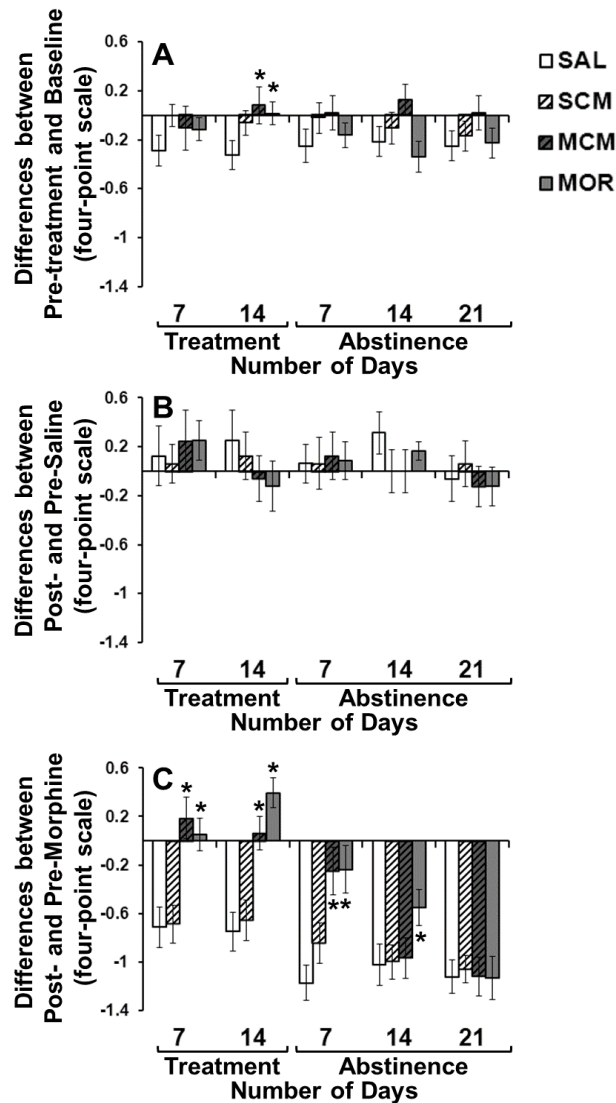 A
Differences between
Pre-treatment and Baseline
(four-point scale)
0.6
0.2
-0.2
-0.6
-1
-1.4
* *
SAL
SCM
MCM
MOR
7 14 7 14 21
Treatment Abstinence
Number of Days
B
Differences between
Post- and Pre-Saline
(four-point scale)
0.6
0.2
-0.2
-0.6
-1
-1.4
7 14 7 14 21
Treatment Abstinence
Number of Days
C
Differences between
Post- and Pre-Morphine
(four-point scale)
0.6
0.2
-0.2
-0.6
-1
-1.4
* * * *
** *
7 14 7 14 21
Treatment Abstinence
Number of Days